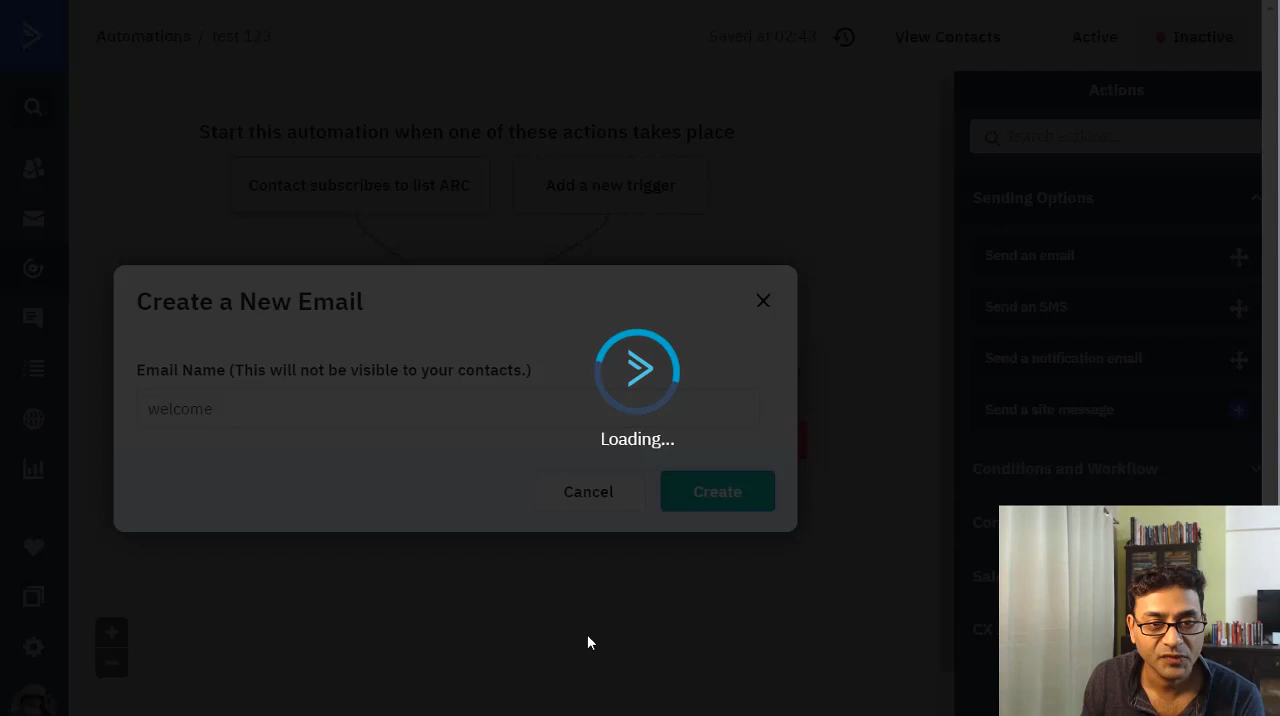 Automations / test 123
Saved at 02:43
View Contacts
Active
Inactive
Start this automation when one of these actions takes place
Contact subscribes to list ARC
Add a new trigger
Create a New Email
Email Name (This will not be visible to your contacts.)
welcome
Cancel
Create
Loading...
Actions
Search actions...
Sending Options
Send an email
Send an SMS
Send a notification email
Send a site message
Conditions and Workflow
CX